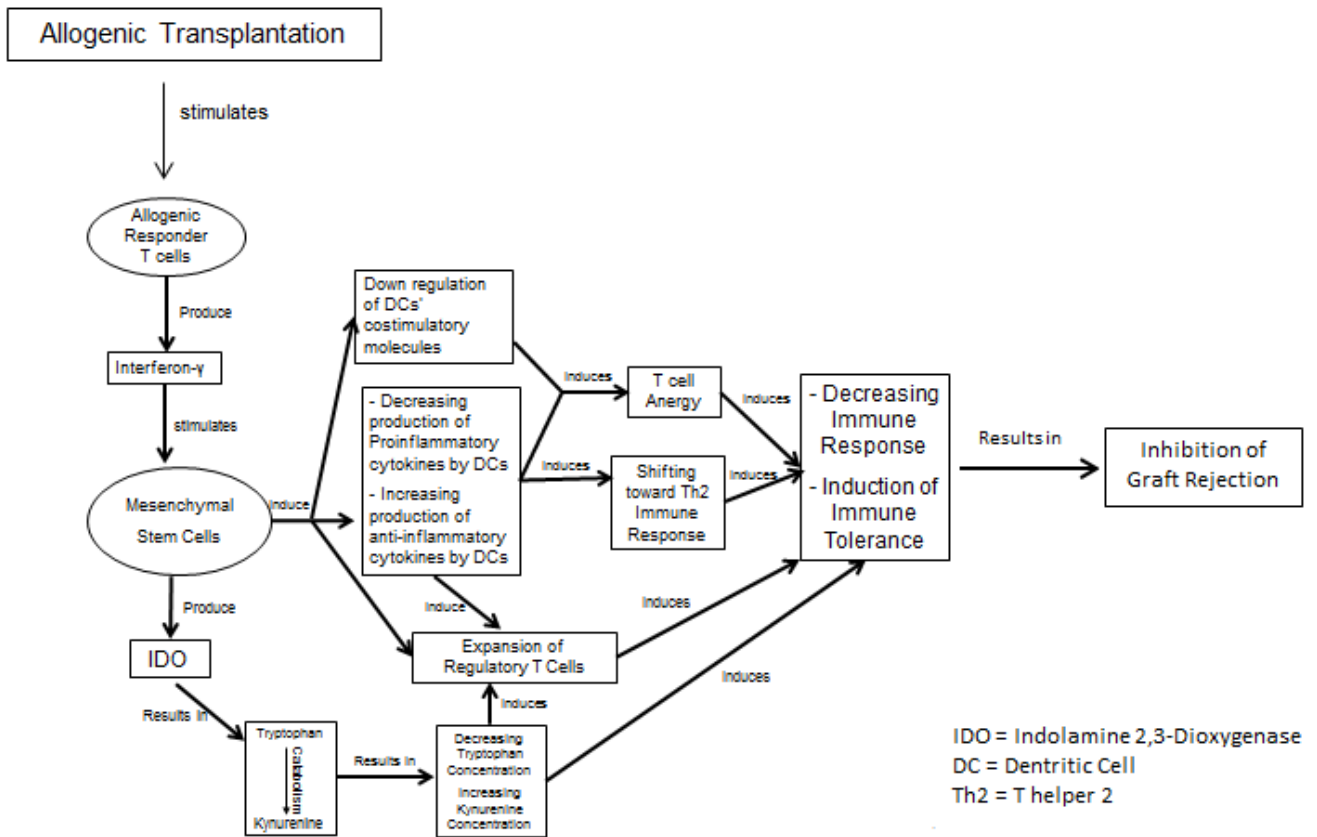 Allogenic Transplantation
stimulates
Allogenic
Responder
T cells
Produce
Interferon-γ
stimulates
Mesenchymal
Stem Cells
Induce
Down regulation
of DCs'
costimulatory
molecules
- Decreasing
production of
Proinflammatory
cytokines by DCs
- Increasing
production of
anti-inflammatory
cytokines by DCs
Induces
T cell
Anergy
Induces
Induces
Shifting
toward Th2
Immune
Response
Induces
- Decreasing
Immune
Response
- Induction of
Immune
Tolerance
Results in
Inhibition of
Graft Rejection
Induce
Expansion of
Regulatory T Cells
Induces
Produce
IDO
Results in
Tryptophan
Catabolism
Kynurenine
Results in
Decreasing
Tryptophan
Concentration
Increasing
Kynurenine
Concentration
Induces
Induces
IDO = Indolamine 2,3-Dioxygenase
DC = Dentritic Cell
Th2 = T helper 2